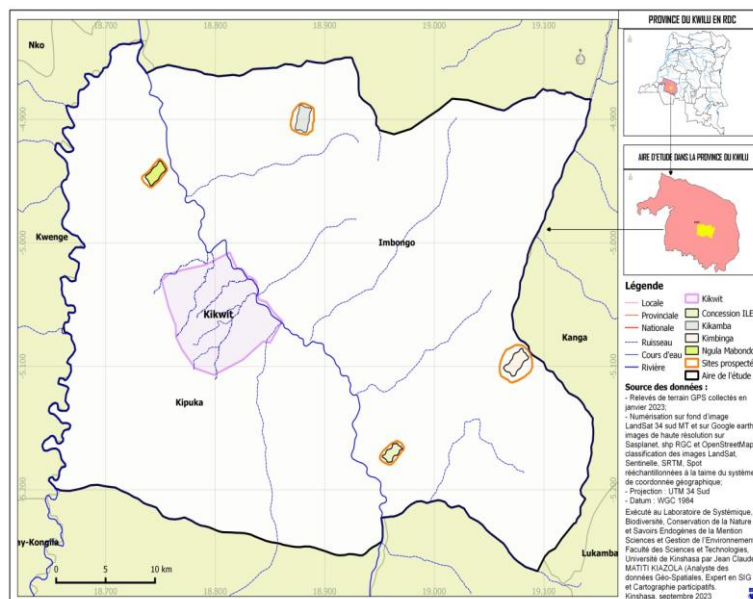 18.700
18.800
18.900
19.000
19.100
Nko
-4.900
Kwenge
-5.000
Imbongo
Kikwit
Kanga
-5.100
Kipuka
-5.200
ay-Kongila
Lukamba
0 5 10 km
PROVINCE DU KWILU EN RDC
AIRE D'ETUDE DANS LA PROVINCE DU KWILU
Légende
Locale
Provinciale
Nationale
Ruisseau
Cours d'eau
Rivière
Kikwit
Concession ILE
Kikamba
Kimbinga
Ngula Mabondo
Sites prospecté
Aire de l'étude
Source des données :
- Relevés de terrain GPS collectés en
janvier 2023;
- Numérisation sur fond d'image
LandSat 34 sud MT et sur Google earth
images de haute résolution sur
Sasplanet, shp RGC et OpenStreetMap
classification des images LandSat,
Sentinelle, SRTM, Spot
rééchantillonées à la taime du système
de coordonnée géographique;
- Projection : UTM 34 Sud
- Datum : WGC 1984
Exécuté au Laboratoire de Systémique,
Biodiversité, Conservation de la Nature
et Savoirs Endogènes de la Mention
Sciences et Gestion de l'Environnement
Faculté des Sciences et Technologies.
Université de Kinshasa par Jean Claude
MATITI KIAZOLA (Analyste des
données Géo-Spatiales, Expert en SIG
et Cartographie participatifs.
Kinshasa, septembre 2023